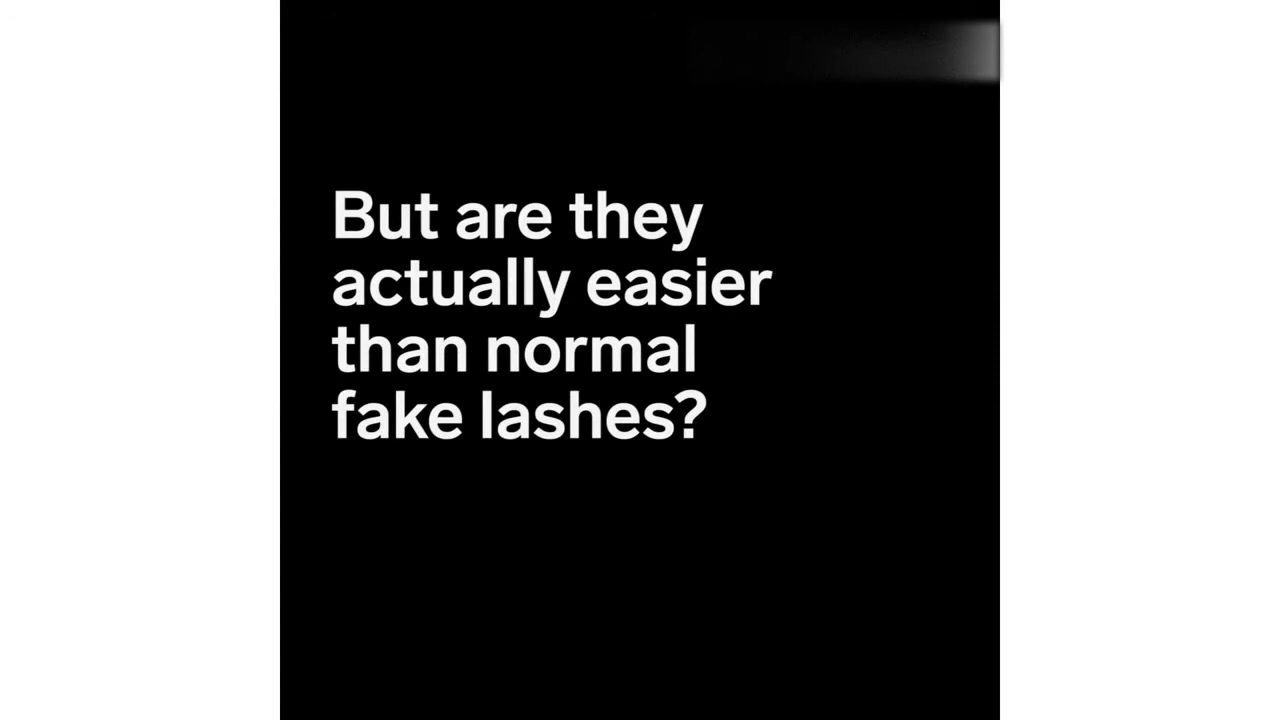 But are they
actually easier
than normal
fake lashes?